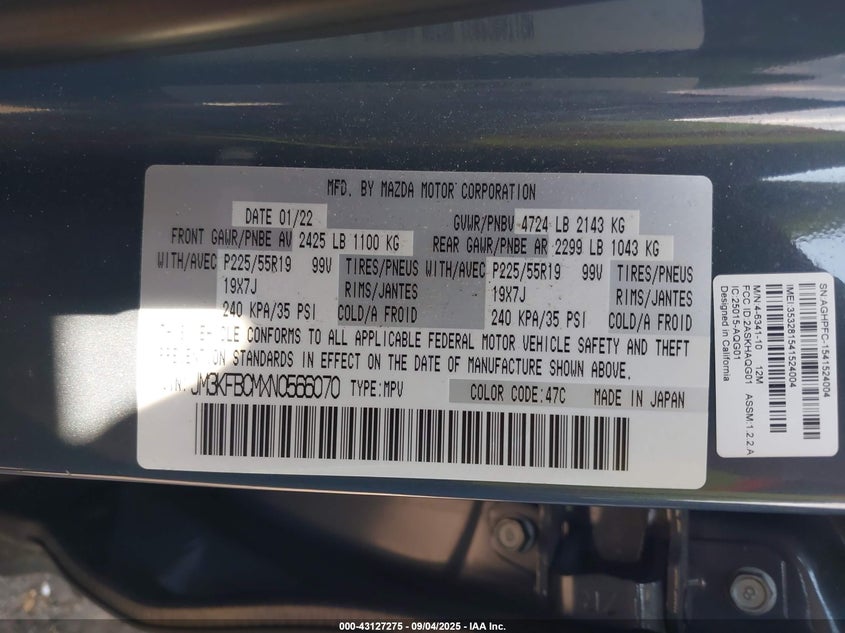 MFD. BY MAZDA MOTOR CORPORATION
DATE 01/22
GVWR/PNBV 4724 LB 2143 KG
FRONT GAWR/PNBE AV 2425 LB 1100 KG
REAR GAWR/PNBE AR 2299 LB 1043 KG
WITH/AVEC P225/55R19 99V TIRES/PNEUS WITH/AVEC P225/55R19 99V TIRES/PNEUS
19X7J RIMS/JANTES 19X7J RIMS/JANTES
240 KPA/35 PSI COLD/A FROID 240 KPA/35 PSI COLD/A FROID
THIS VEHICLE CONFORMS TO ALL APPLICABLE FEDERAL MOTOR VEHICLE SAFETY AND THEFT
PREVENTION STANDARDS IN EFFECT ON THE DATE OF MANUFACTURE SHOWN ABOVE.
VIN: JM3KFBCMXN0566070 TYPE:MPV COLOR CODE:47C MADE IN JAPAN
SN AGHPFC-1541524004
IMEI 353281541524004
M/N 4-6341-10 12M
FCC ID:2ASKHAQG01 ASSM 1.2.2 A
IC:25015-AQG01
Designed in California
000-43127275 - 09/04/2025 - IAA Inc.